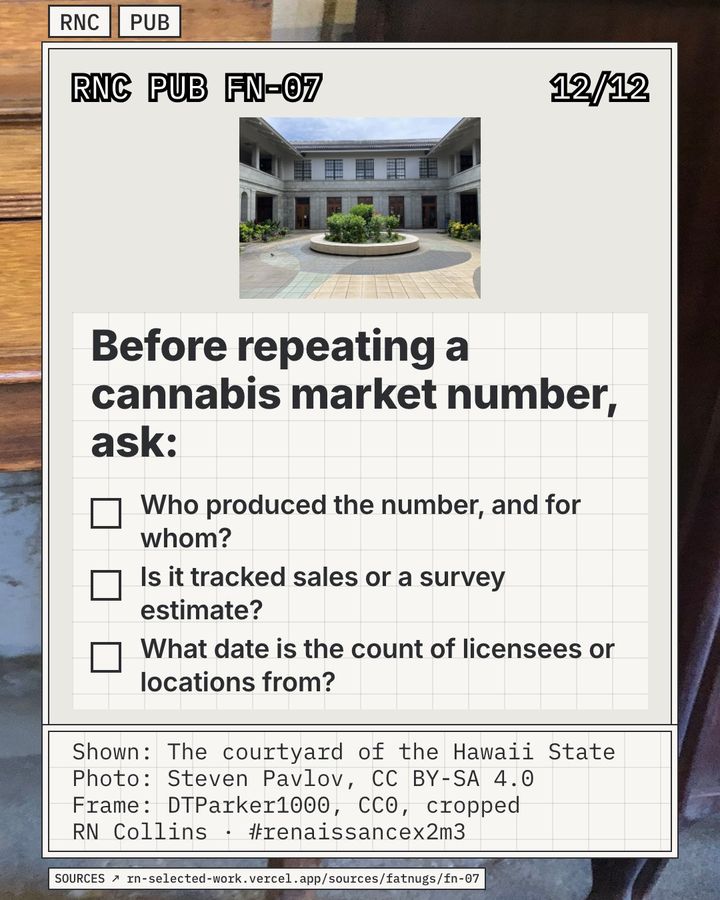 RNC PUB
RNC PUB FN-07 12/12
Before repeating a
cannabis market number,
ask:
Who produced the number, and for
whom?
Is it tracked sales or a survey
estimate?
What date is the count of licensees or
locations from?
Shown: The courtyard of the Hawaii State
Photo: Steven Pavlov, CC BY-SA 4.0
Frame: DTParker1000, CC0, cropped
RN Collins · #renaissancex2m3
SOURCES ↗ rn-selected-work.vercel.app/sources/fatnugs/fn-07